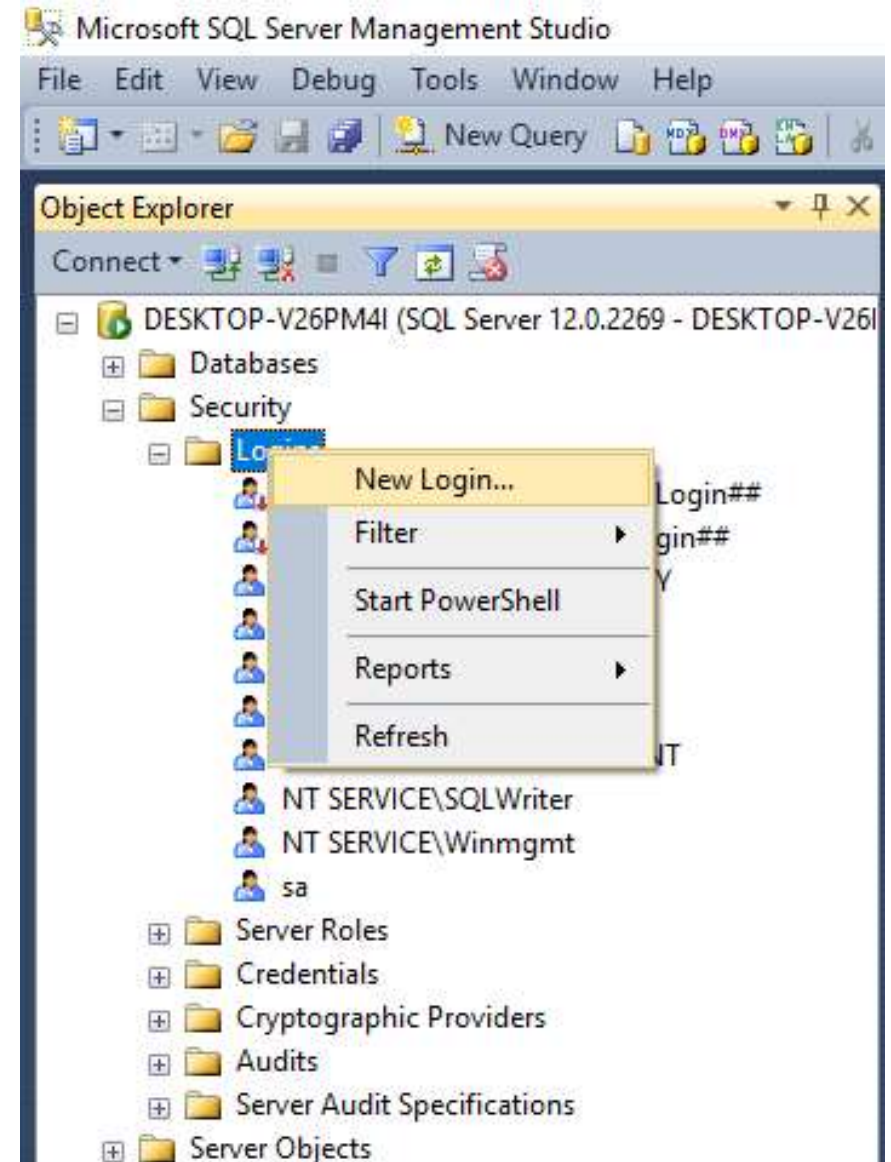 Microsoft SQL Server Management Studio
File Edit View Debug Tools Window Help
New Query
Object Explorer
Connect
DESKTOP-V26PM4I (SQL Server 12.0.2269 - DESKTOP-V26
Databases
Security
New Login...
Login##
Filter
gin##
Y
Start PowerShell
Reports
Refresh
NT
NT SERVICE\SQLWriter
NT SERVICE\Winmgmt
sa
Server Roles
Credentials
Cryptographic Providers
Audits
Server Audit Specifications
Server Objects